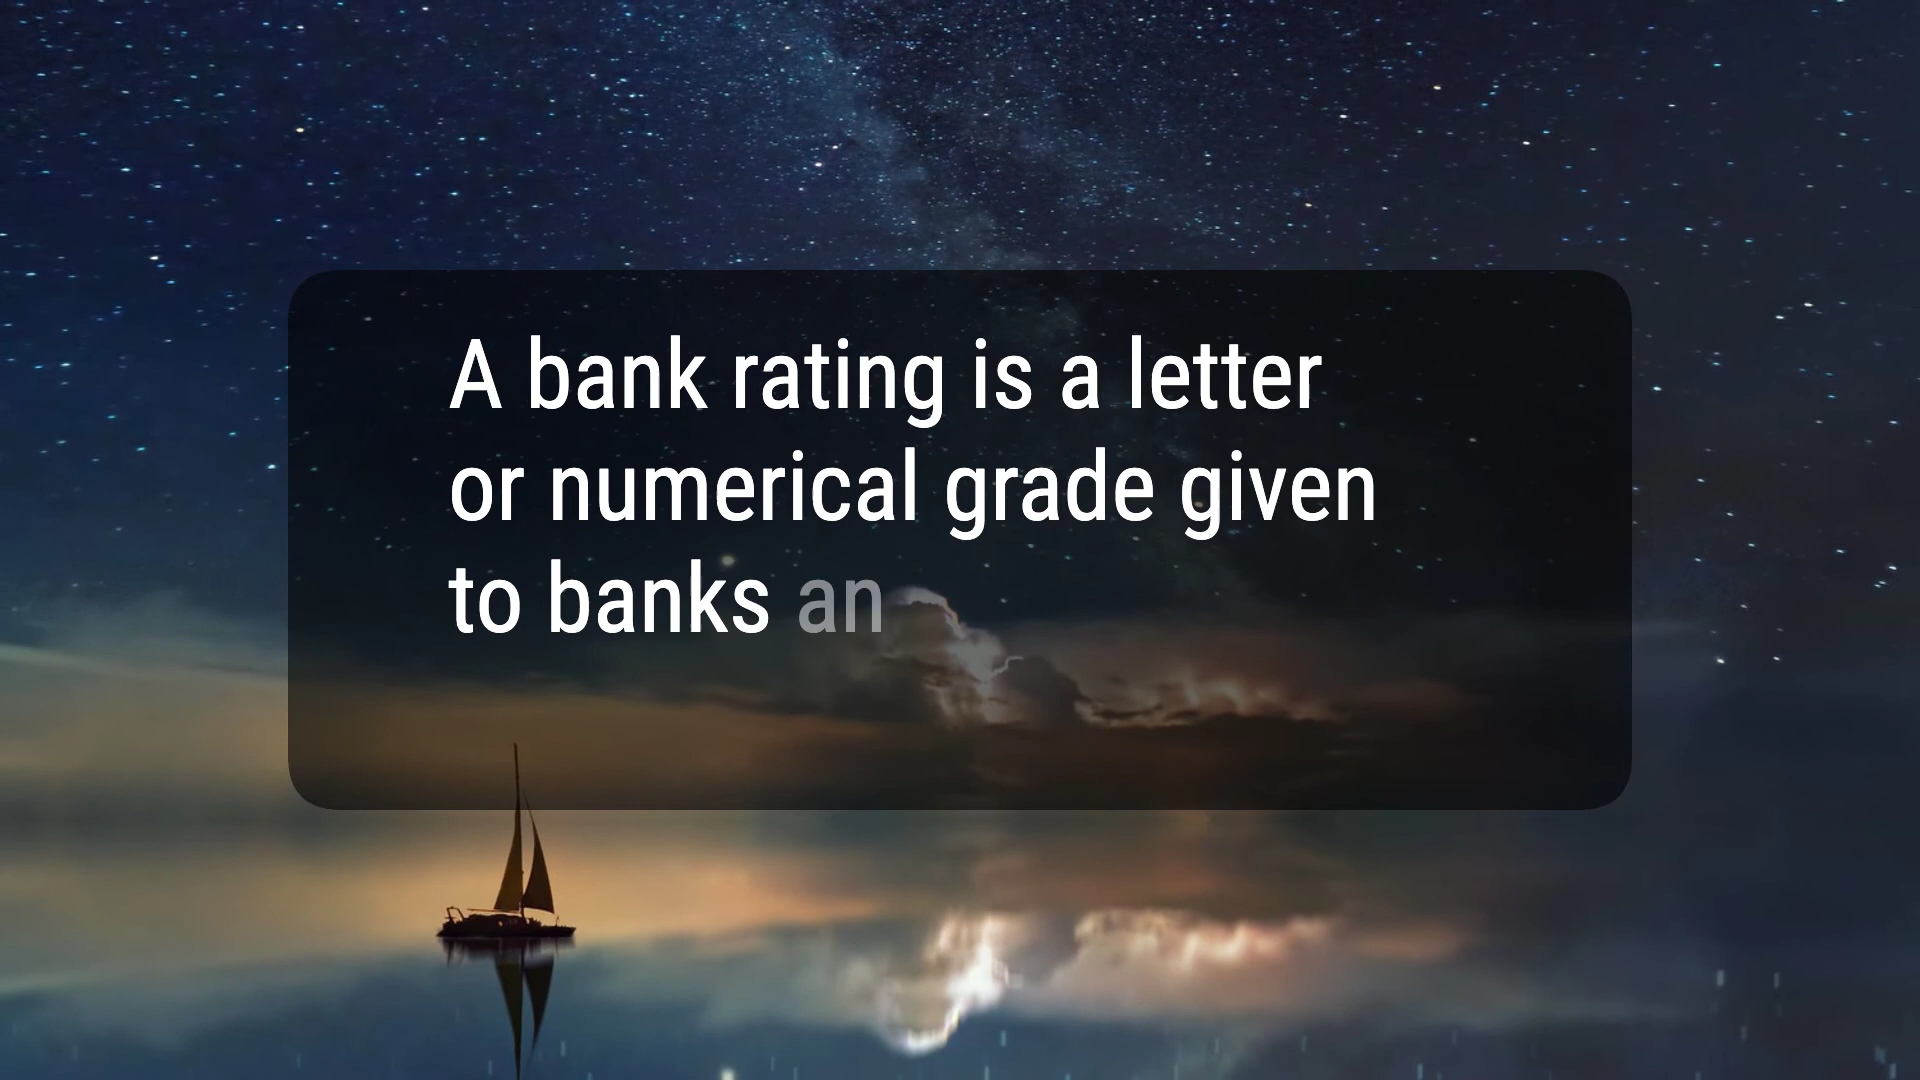 A bank rating is a letter
or numerical grade given
to banks an